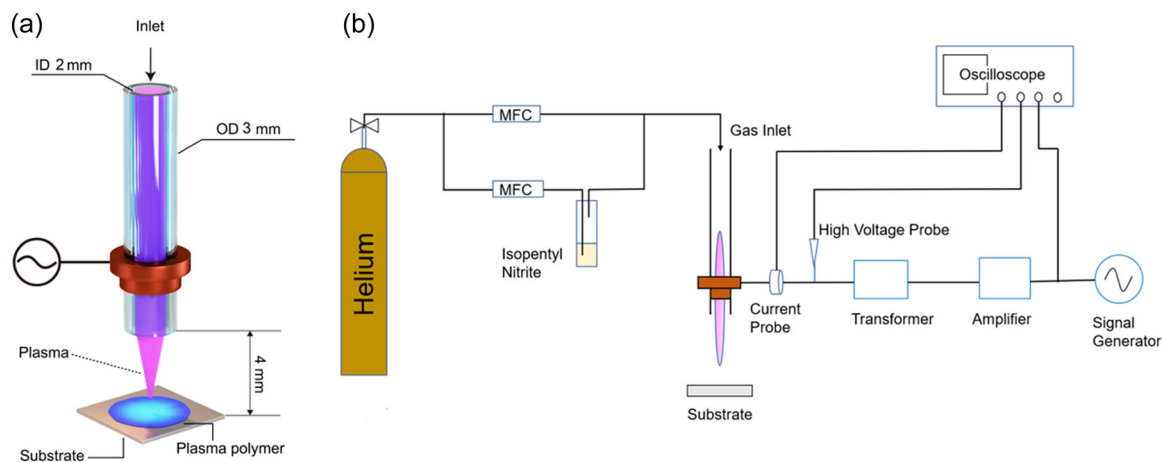 (a)
Inlet
ID 2 mm
OD 3 mm
Plasma
4 mm
Substrate
Plasma polymer
(b)
Oscilloscope
MFC
Gas Inlet
MFC
Isopentyl
Nitrite
Helium
High Voltage Probe
Current
Probe
Transformer
Amplifier
Signal
Generator
Substrate